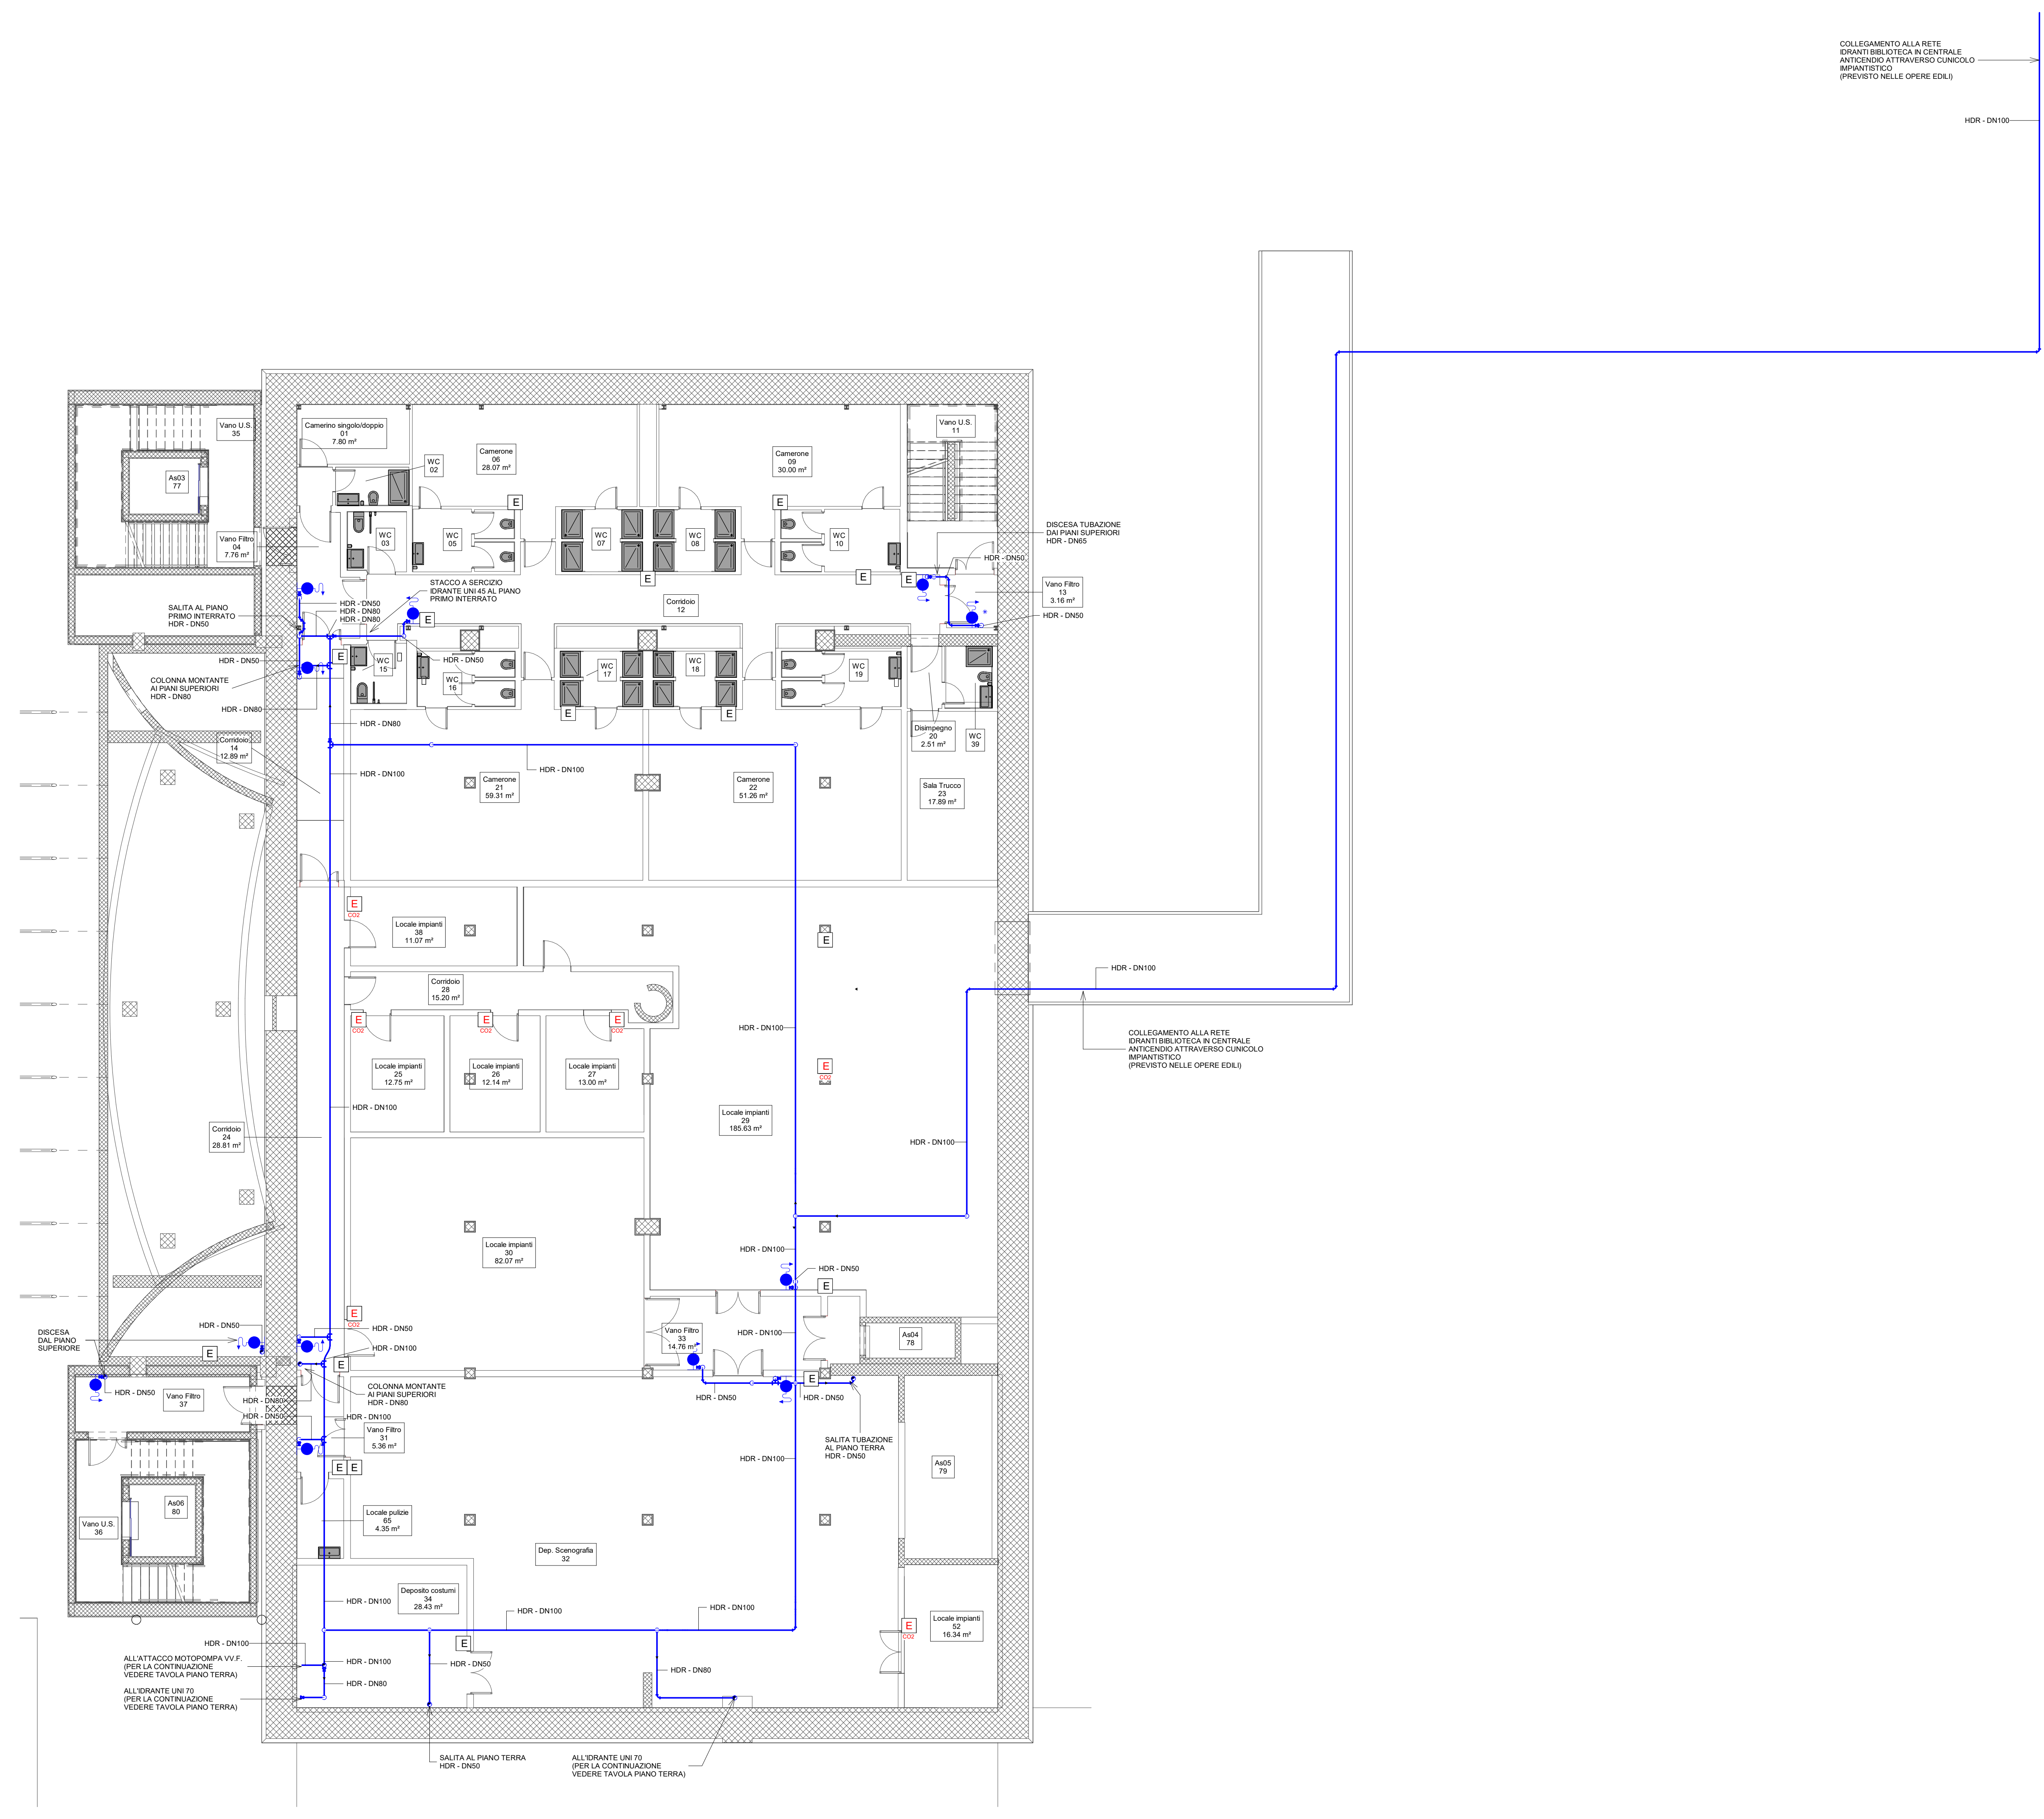 COLLEGAMENTO ALLA RETE
IDRANTI BIBLIOTECA IN CENTRALE
ANTICENDIO ATTRAVERSO CUNICOLO
IMPIANTISTICO
(PREVISTO NELLE OPERE EDILI)
HDR - DN100
Vano U.S.
35
Camerino singolo/doppio
01
7.80 m²
WC
02
Camerone
06
28.07 m²
Camerone
09
30.00 m²
Vano U.S.
11
As03
77
E
E
Vano Filtro
04
7.76 m²
WC
03
WC
05
WC
07
WC
08
WC
10
DISCESA TUBAZIONE
DAI PIANI SUPERIORI
HDR - DN65
HDR - DN50
E
E
E
STACCO A SERCIZIO
IDRANTE UNI 45 AL PIANO
PRIMO INTERRATO
Vano Filtro
13
3.16 m²
*
HDR - DN50
SALITA AL PIANO
PRIMO INTERRATO
HDR - DN50
HDR - DN50
HDR - DN80
HDR - DN80
Corridoio
12
E
E
HDR - DN50
HDR - DN50
WC
15
WC
16
WC
17
WC
18
WC
19
COLONNA MONTANTE
AI PIANI SUPERIORI
HDR - DN80
HDR - DN80
HDR - DN80
E
E
Disimpegno
20
2.51 m²
WC
39
Corridoio
14
12.89 m²
HDR - DN100
HDR - DN100
Camerone
21
59.31 m²
Camerone
22
51.26 m²
Sala Trucco
23
17.89 m²
E
CO2
Locale impianti
38
11.07 m²
E
HDR - DN100
Corridoio
28
15.20 m²
E
CO2
E
CO2
E
CO2
HDR - DN100
COLLEGAMENTO ALLA RETE
IDRANTI BIBLIOTECA IN CENTRALE
ANTICENDIO ATTRAVERSO CUNICOLO
IMPIANTISTICO
(PREVISTO NELLE OPERE EDILI)
Locale impianti
25
12.75 m²
Locale impianti
26
12.14 m²
Locale impianti
27
13.00 m²
E
CO2
HDR - DN100
Locale impianti
29
185.63 m²
Corridoio
24
28.81 m²
HDR - DN100
Locale impianti
30
82.07 m²
HDR - DN100
HDR - DN50
E
E
CO2
DISCESA
DAL PIANO
SUPERIORE
HDR - DN50
HDR - DN50
HDR - DN100
Vano Filtro
33
14.76 m²
HDR - DN100
As04
78
E
E
E
HDR - DN50
Vano Filtro
37
COLONNA MONTANTE
AI PIANI SUPERIORI
HDR - DN80
HDR - DN80
HDR - DN50
HDR - DN100
HDR - DN50
HDR - DN50
Vano Filtro
31
5.36 m²
SALITA TUBAZIONE
AL PIANO TERRA
HDR - DN50
HDR - DN100
E
E
As05
79
As06
80
Vano U.S.
36
Locale pulizie
65
4.35 m²
Dep. Scenografia
32
HDR - DN100
Deposito costumi
34
28.43 m²
HDR - DN100
HDR - DN100
E
CO2
Locale impianti
52
16.34 m²
E
HDR - DN100
ALL'ATTACCO MOTOPOMPA VV.F.
(PER LA CONTINUAZIONE
VEDERE TAVOLA PIANO TERRA)
HDR - DN100
HDR - DN50
HDR - DN80
HDR - DN80
ALL'IDRANTE UNI 70
(PER LA CONTINUAZIONE
VEDERE TAVOLA PIANO TERRA)
SALITA AL PIANO TERRA
HDR - DN50
ALL'IDRANTE UNI 70
(PER LA CONTINUAZIONE
VEDERE TAVOLA PIANO TERRA)